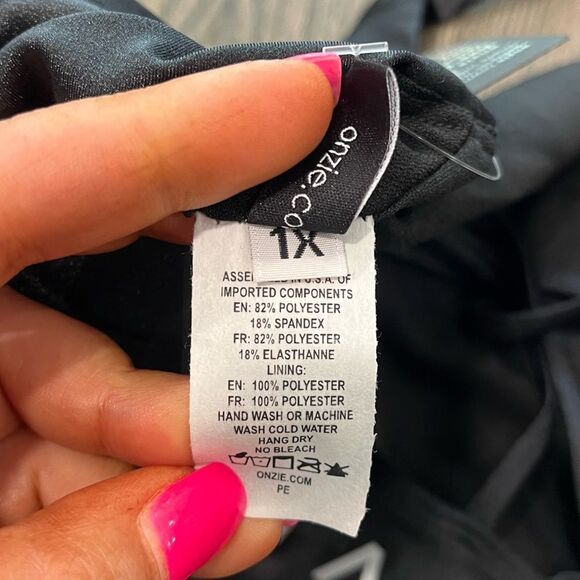 onzie.co
1X
IN U.S.A. OF
IMPORTED COMPONENTS
EN: 82% POLYESTER
18% SPANDEX
FR: 82% POLYESTER
18% ELASTHANNE
LINING:
EN: 100% POLYESTER
FR: 100% POLYESTER
HAND WASH OR MACHINE
WASH COLD WATER
HANG DRY
NO BLEACH
ONZIE.COM
PE